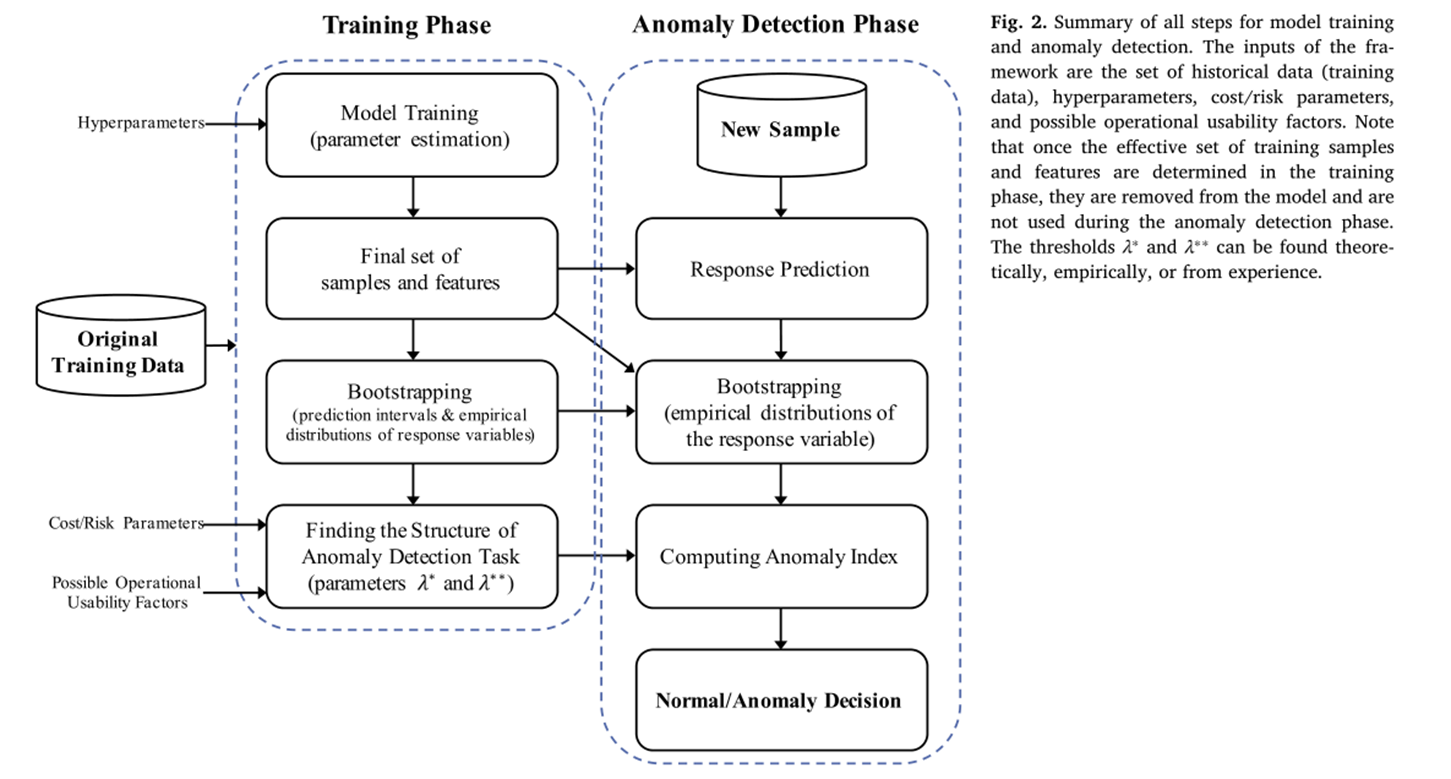 Training Phase
Anomaly Detection Phase
Hyperparameters
Model Training
(parameter estimation)
New Sample
Final set of
samples and features
Response Prediction
Original
Training Data
Bootstrapping
(prediction intervals & empirical
distributions of response variables)
Bootstrapping
(empirical distributions of
the response variable)
Cost/Risk Parameters
Possible Operational
Usability Factors
Finding the Structure of
Anomaly Detection Task
(parameters λ* and λ**)
Computing Anomaly Index
Normal/Anomaly Decision
Fig. 2. Summary of all steps for model training
and anomaly detection. The inputs of the fra-
mework are the set of historical data (training
data), hyperparameters, cost/risk parameters,
and possible operational usability factors. Note
that once the effective set of training samples
and features are determined in the training
phase, they are removed from the model and are
not used during the anomaly detection phase.
The thresholds λ* and λ** can be found theore-
tically, empirically, or from experience.